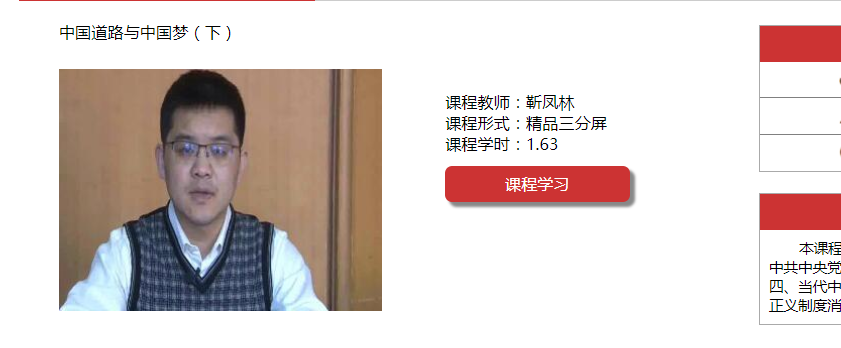 中国道路与中国梦（下）
课程教师：靳凤林
课程形式：精品三分屏
课程学时：1.63
课程学习
本课程
中共中央党
四、当代中
正义制度消